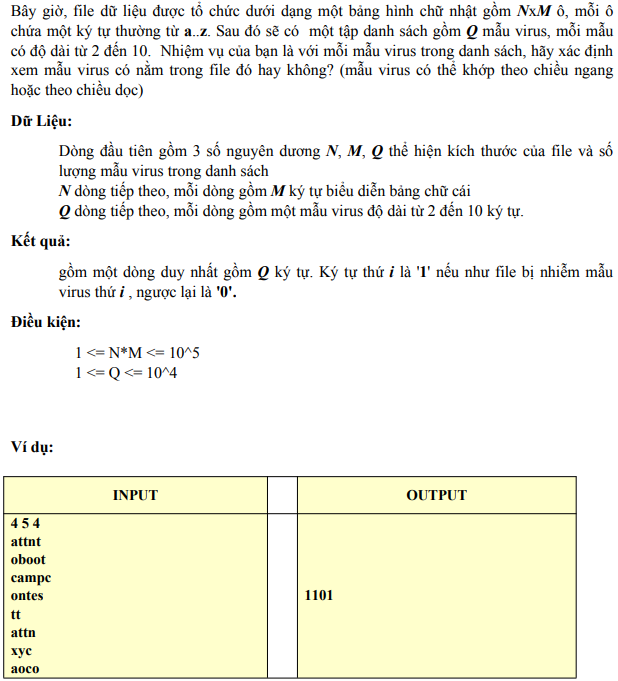 Bây giờ, file dữ liệu được tổ chức dưới dạng một bảng hình chữ nhật gồm NxM ô, mỗi ô
chứa một ký tự thường từ a..z. Sau đó sẽ có một tập danh sách gồm Q mẫu virus, mỗi mẫu
có độ dài từ 2 đến 10. Nhiệm vụ của bạn là với mỗi mẫu virus trong danh sách, hãy xác định
xem mẫu virus có nằm trong file đó hay không? (mẫu virus có thể khớp theo chiều ngang
hoặc theo chiều dọc)
Dữ Liệu:
Dòng đầu tiên gồm 3 số nguyên dương N, M, Q thể hiện kích thước của file và số
lượng mẫu virus trong danh sách
N dòng tiếp theo, mỗi dòng gồm M ký tự biểu diễn bảng chữ cái
Q dòng tiếp theo, mỗi dòng gồm một mẫu virus độ dài từ 2 đến 10 ký tự.
Kết quả:
gồm một dòng duy nhất gồm Q ký tự. Ký tự thứ i là '1' nếu như file bị nhiễm mẫu
virus thứ i , ngược lại là '0'.
Điều kiện:
1 <= N*M <= 10^5
1 <= Q <= 10^4
Ví dụ:
INPUT OUTPUT
4 5 4
attnt
oboot
campc
ontes 1101
tt
attn
xyc
aoco